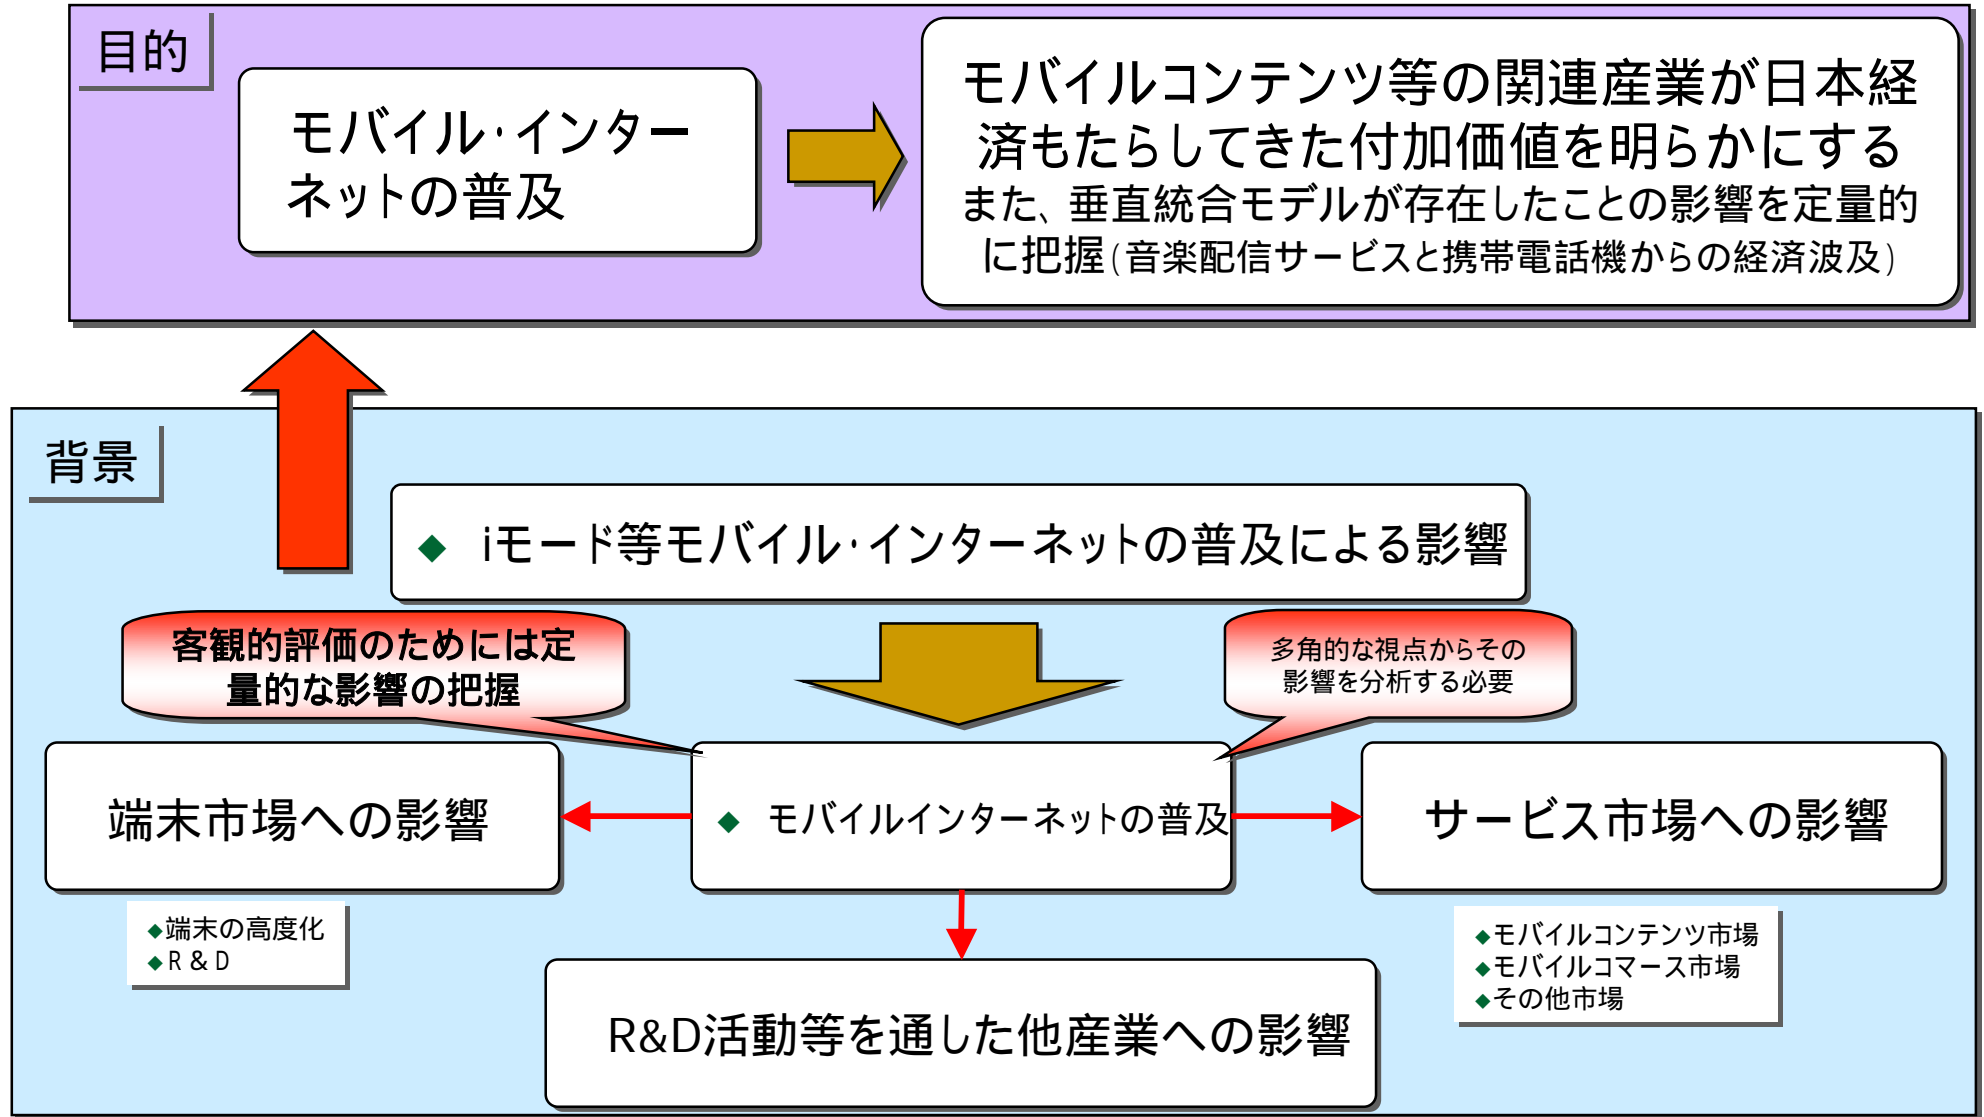 目的
モバイル・インター
ネットの普及
モバイルコンテンツ等の関連産業が日本経
済もたらしてきた付加価値を明らかにする
また、垂直統合モデルが存在したことの影響を定量的
に把握(音楽配信サービスと携帯電話機からの経済波及)
背景
◆ iモード等モバイル・インターネットの普及による影響
客観的評価のためには定
量的な影響の把握
多角的な視点からその
影響を分析する必要
端末市場への影響
◆ モバイルインターネットの普及
サービス市場への影響
◆端末の高度化
◆R&D
◆モバイルコンテンツ市場
◆モバイルコマース市場
◆その他市場
R&D活動等を通した他産業への影響